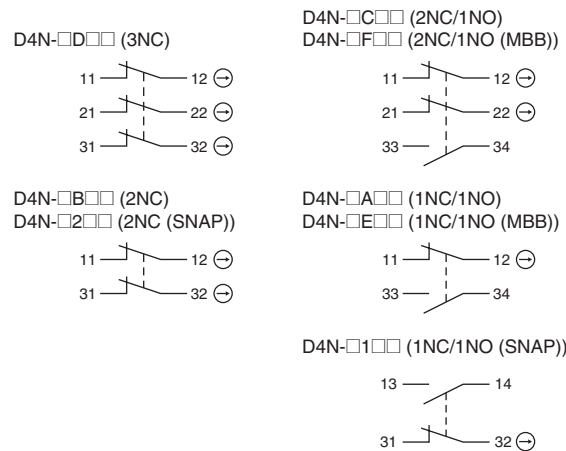 D4N-□D□□ (3NC)
11 12
21 22
31 32
D4N-□C□□ (2NC/1NO)
D4N-□F□□ (2NC/1NO (MBB))
11 12
21 22
33 34
D4N-□B□□ (2NC)
D4N-□2□□ (2NC (SNAP))
11 12
31 32
D4N-□A□□ (1NC/1NO)
D4N-□E□□ (1NC/1NO (MBB))
11 12
33 34
D4N-□1□□ (1NC/1NO (SNAP))
13 14
31 32